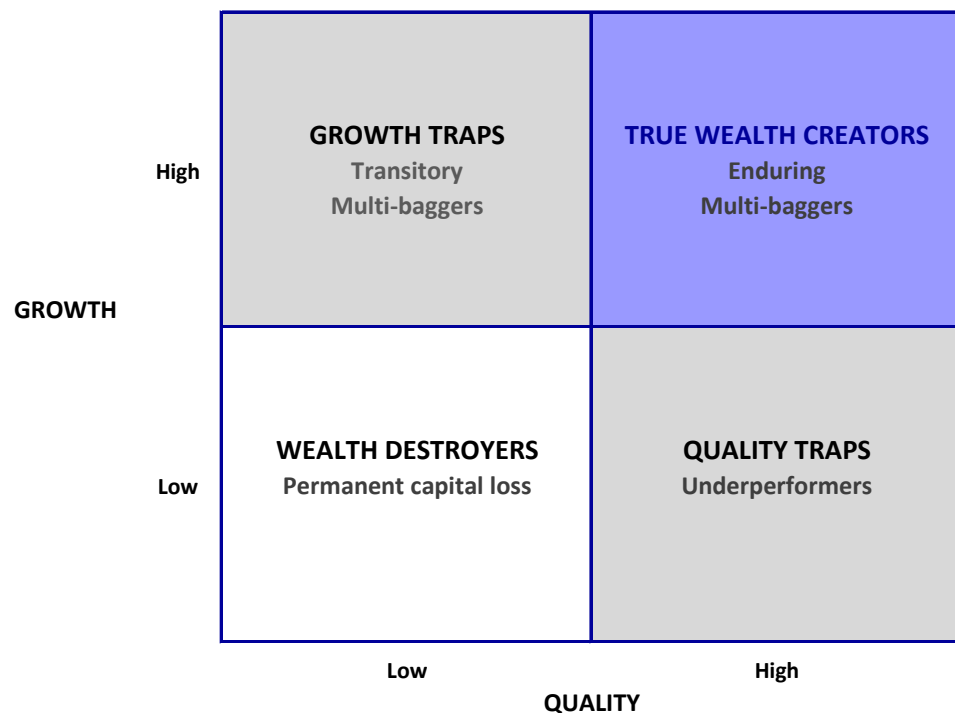 GROWTH TRAPS
Transitory
Multi-baggers
TRUE WEALTH CREATORS
Enduring
Multi-baggers
High
GROWTH
WEALTH DESTROYERS
Permanent capital loss
QUALITY TRAPS
Underperformers
Low
Low
High
QUALITY